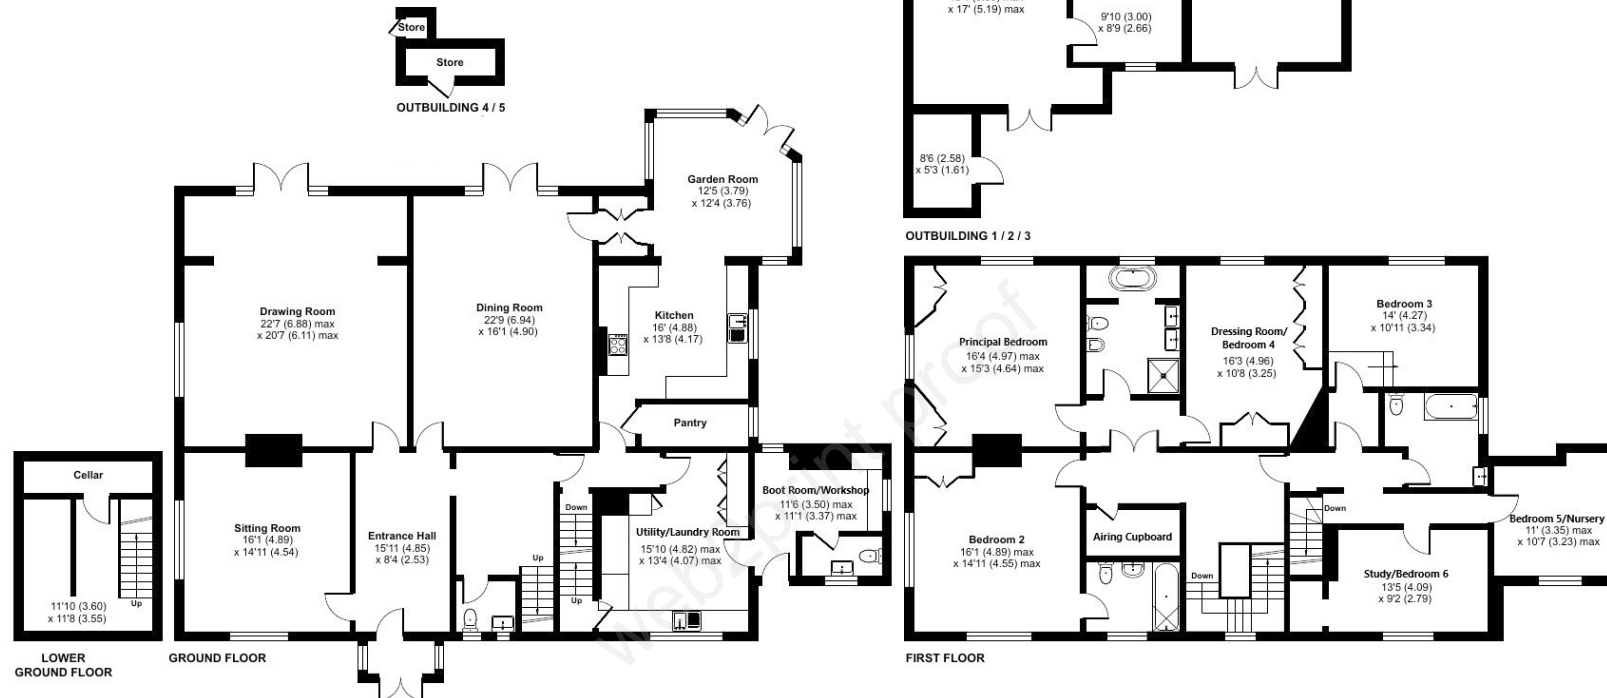 Store
Store
OUTBUILDING 4 / 5
x 17' (5.19) max
9'10 (3.00)
x 8'9 (2.66)
8'6 (2.58)
x 5'3 (1.61)
OUTBUILDING 1 / 2 / 3
Garden Room
12'5 (3.79)
x 12'4 (3.76)
Drawing Room
22'7 (6.88) max
x 20'7 (6.11) max
Dining Room
22'9 (6.94)
x 16'1 (4.90)
Kitchen
16' (4.88)
x 13'8 (4.17)
Pantry
Cellar
11'10 (3.60)
x 11'8 (3.55)
Up
LOWER
GROUND FLOOR
Sitting Room
16'1 (4.89)
x 14'11 (4.54)
Entrance Hall
15'11 (4.85)
x 8'4 (2.53)
Up
Down
Up
Utility/Laundry Room
15'10 (4.82) max
x 13'4 (4.07) max
Boot Room/Workshop
11'6 (3.50) max
x 11'1 (3.37) max
GROUND FLOOR
Principal Bedroom
16'4 (4.97) max
x 15'3 (4.64) max
Dressing Room/
Bedroom 4
16'3 (4.96)
x 10'8 (3.25)
Bedroom 3
14' (4.27)
x 10'11 (3.34)
Bedroom 2
16'1 (4.89) max
x 14'11 (4.55) max
Airing Cupboard
Down
Down
Bedroom 5/Nursery
11' (3.35) max
x 10'7 (3.23) max
Study/Bedroom 6
13'5 (4.09)
x 9'2 (2.79)
FIRST FLOOR
web2print proof